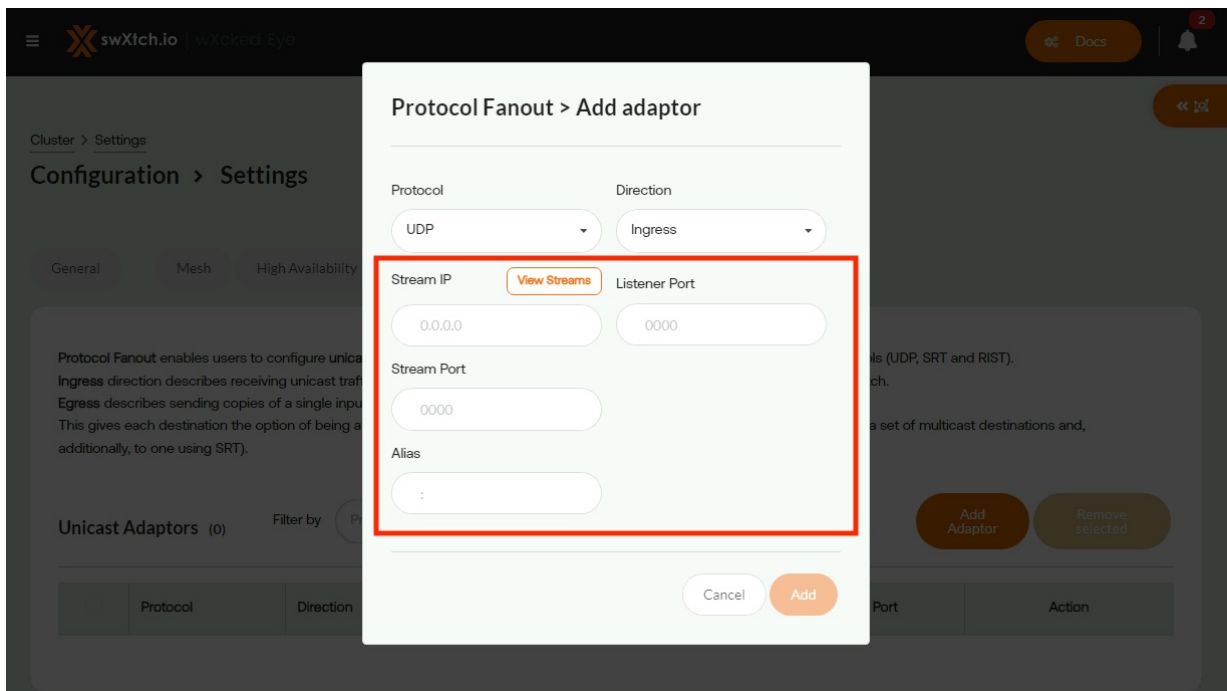 swXtch.io | wXcked Eye
Docs
2
Cluster > Settings
Configuration > Settings
General
Mesh
High Availability
Protocol Fanout enables users to configure unica
ls (UDP, SRT and RIST).
Ingress direction describes receiving unicast traf
ch.
Egress describes sending copies of a single inpu
This gives each destination the option of being a
a set of multicast destinations and,
additionally, to one using SRT).
Unicast Adaptors (0)
Filter by
Pr
Add
Adaptor
Remove
selected
Protocol
Direction
Port
Action
Protocol Fanout > Add adaptor
Protocol
Direction
UDP
Ingress
Stream IP
View Streams
Listener Port
0.0.0.0
0000
Stream Port
0000
Alias
:
Cancel
Add